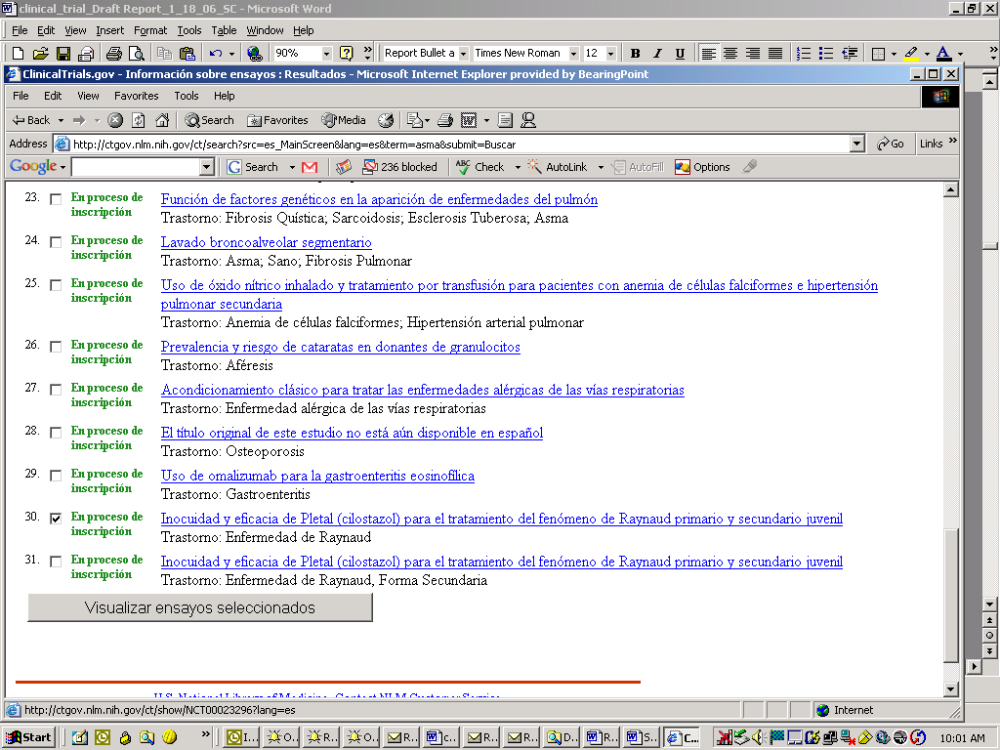 clinical_trial_Draft Report_1_18_06_SC - Microsoft Word
File Edit View Insert Format Tools Table Window Help
90% Report Bullet a Times New Roman 12 B I U
ClinicalTrials.gov - Información sobre ensayos : Resultados - Microsoft Internet Explorer provided by BearingPoint
File Edit View Favorites Tools Help
Back Search Favorites Media
Address http://ctgov.nlm.nih.gov/ct/search?src=es_MainScreen&lang=es&term=asma&submit=Buscar Go Links
Google Search 236 blocked Check AutoLink AutoFill Options
23. En proceso de inscripción Función de factores genéticos en la aparición de enfermedades del pulmón
Trastorno: Fibrosis Quística; Sarcoidosis; Esclerosis Tuberosa; Asma
24. En proceso de inscripción Lavado broncoalveolar segmentario
Trastorno: Asma; Sano; Fibrosis Pulmonar
25. En proceso de inscripción Uso de óxido nítrico inhalado y tratamiento por transfusión para pacientes con anemia de células falciformes e hipertensión
pulmonar secundaria
Trastorno: Anemia de células falciformes; Hipertensión arterial pulmonar
26. En proceso de inscripción Prevalencia y riesgo de cataratas en donantes de granulocitos
Trastorno: Aféresis
27. En proceso de inscripción Acondicionamiento clásico para tratar las enfermedades alérgicas de las vías respiratorias
Trastorno: Enfermedad alérgica de las vías respiratorias
28. En proceso de inscripción El título original de este estudio no está aún disponible en español
Trastorno: Osteoporosis
29. En proceso de inscripción Uso de omalizumab para la gastroenteritis eosinofílica
Trastorno: Gastroenteritis
30. En proceso de inscripción Inocuidad y eficacia de Pletal (cilostazol) para el tratamiento del fenómeno de Raynaud primario y secundario juvenil
Trastorno: Enfermedad de Raynaud
31. En proceso de inscripción Inocuidad y eficacia de Pletal (cilostazol) para el tratamiento del fenómeno de Raynaud primario y secundario juvenil
Trastorno: Enfermedad de Raynaud, Forma Secundaria
Visualizar ensayos seleccionados
U.S. National Library of Medicine, Contact NLM Customer Service
http://ctgov.nlm.nih.gov/ct/show/NCT00023296?lang=es Internet
Start I... O... R... O... R... c... R... R... D... R... S... C... 10:01 AM